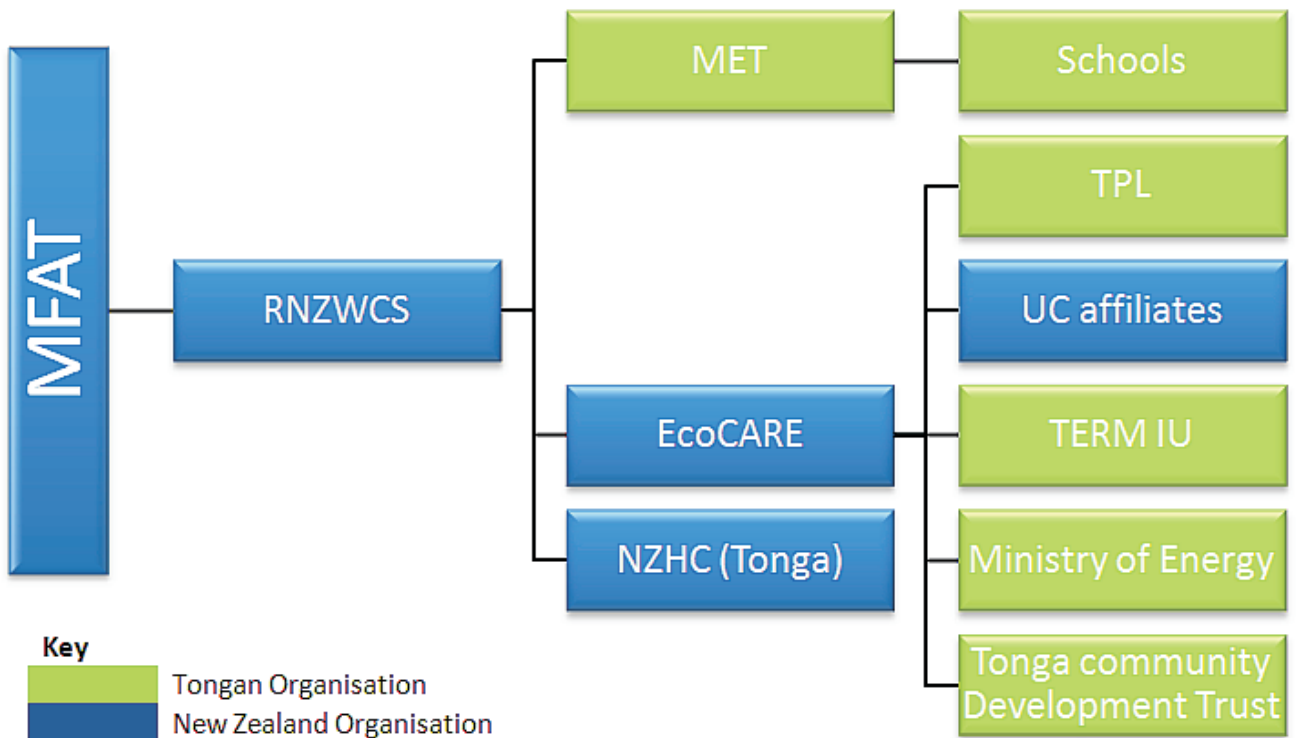 MFAT
RNZWCS
MET
EcoCARE
NZHC (Tonga)
Schools
TPL
UC affiliates
TERM IU
Ministry of Energy
Tonga community
Development Trust
Key
Tongan Organisation
New Zealand Organisation